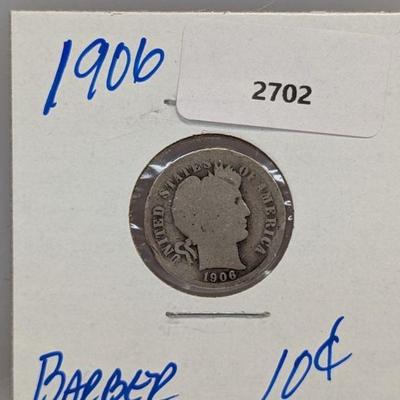 1906
2702
UNITED STATES OF AMERICA
1906
BARBER 10¢